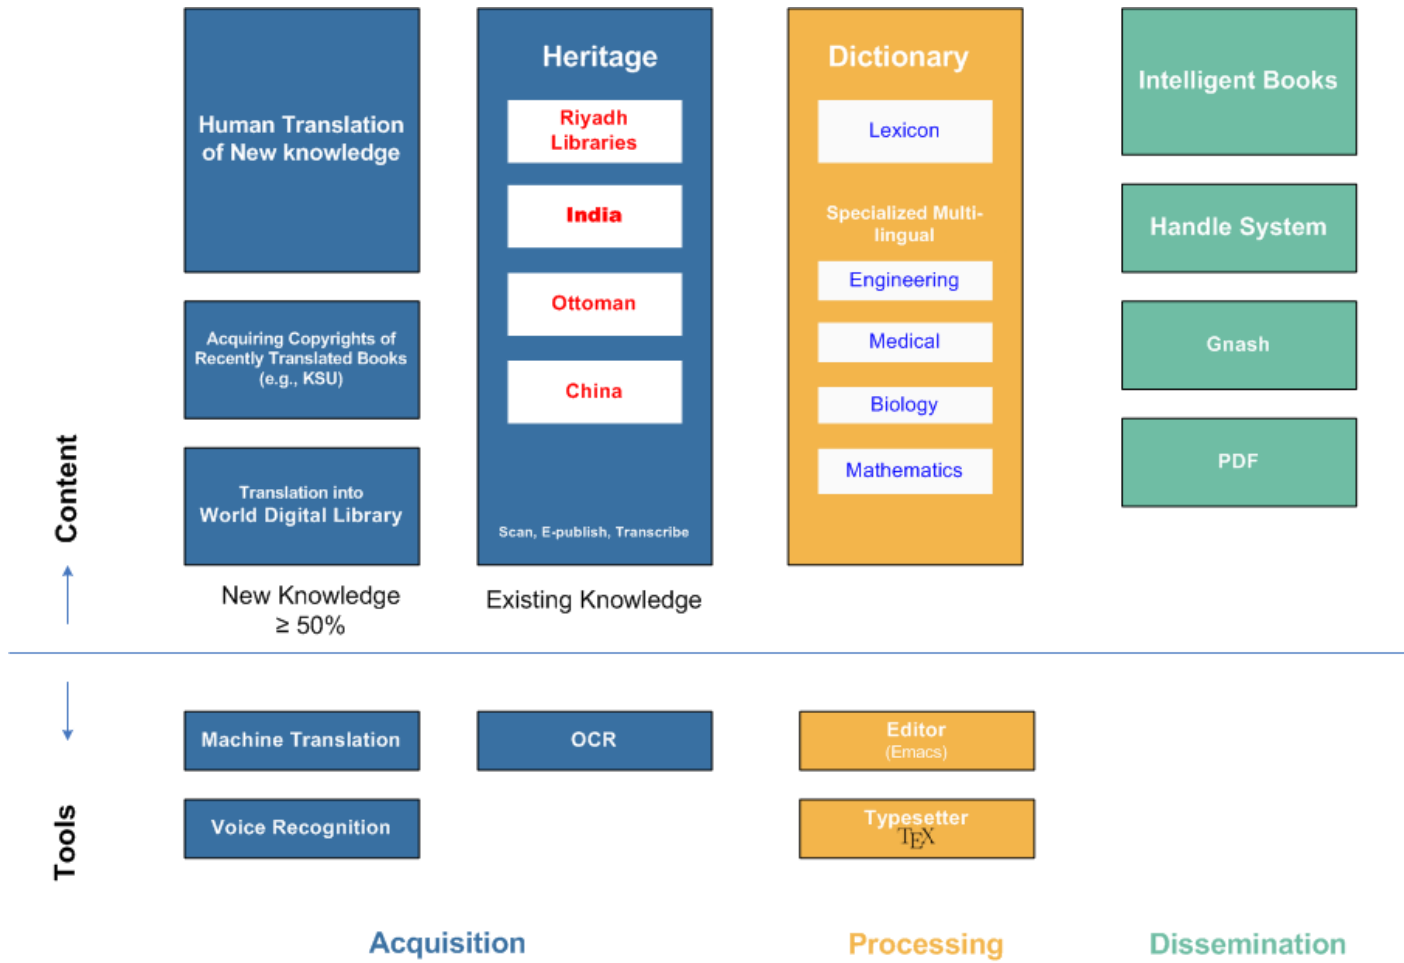 Human Translation
of New knowledge
Acquiring Copyrights of
Recently Translated Books
(e.g., KSU)
Translation into
World Digital Library
New Knowledge
≥ 50%
Heritage
Riyadh
Libraries
India
Ottoman
China
Scan, E-publish, Transcribe
Existing Knowledge
Dictionary
Lexicon
Specialized Multi-
lingual
Engineering
Medical
Biology
Mathematics
Intelligent Books
Handle System
Gnash
PDF
Content
Tools
Machine Translation
Voice Recognition
OCR
Editor
(Emacs)
Typesetter
TEX
Acquisition
Processing
Dissemination